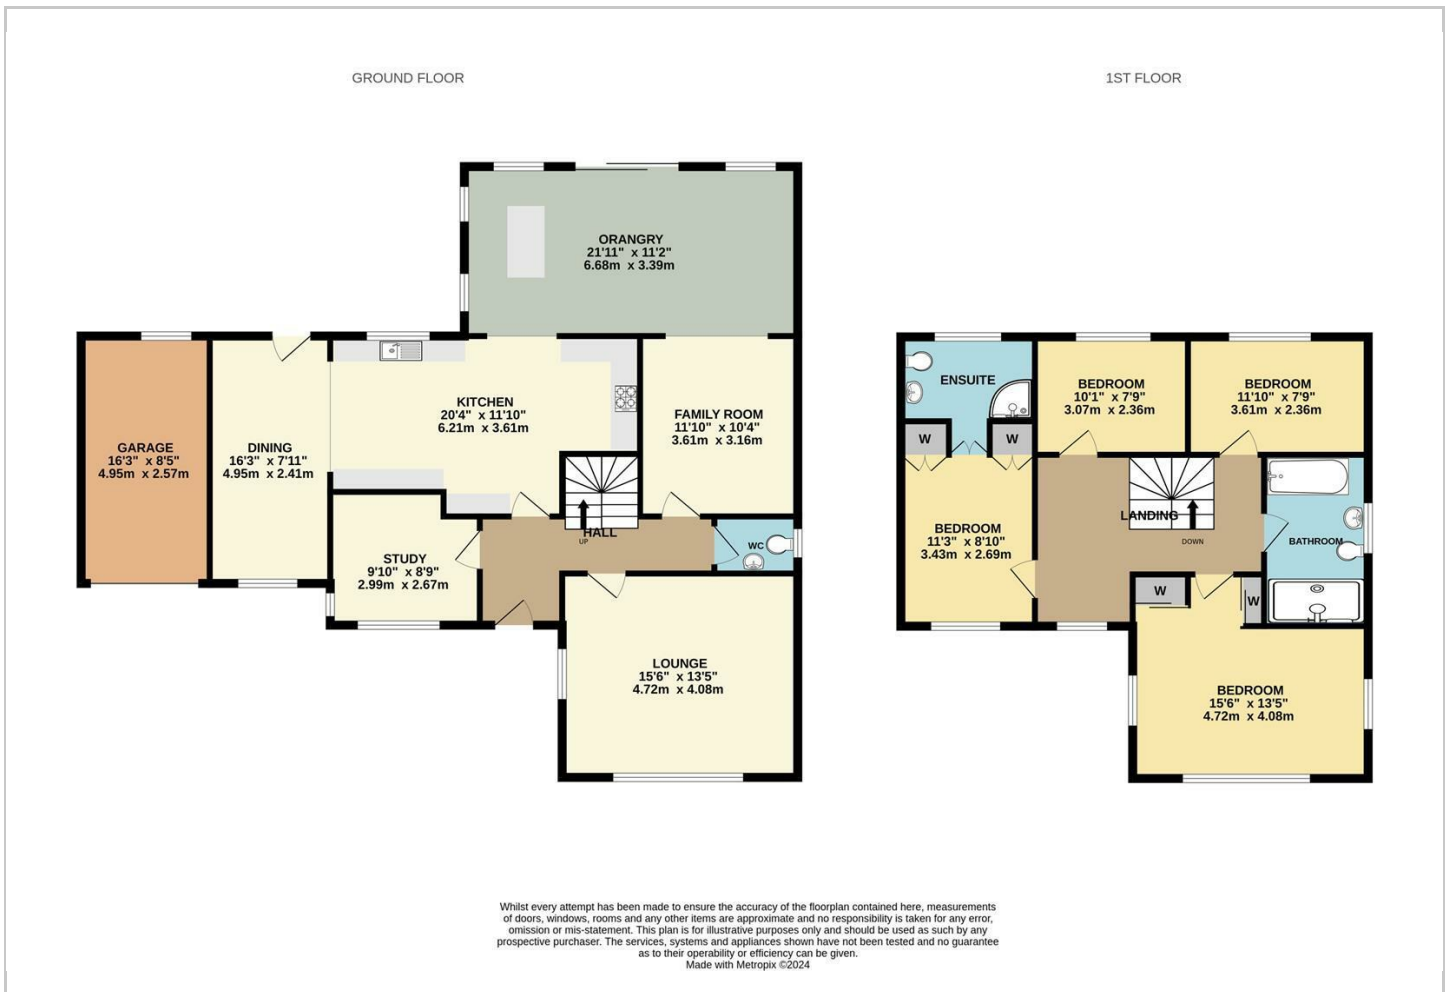 GROUND FLOOR
1ST FLOOR
ORANGRY
21'11" x 11'2"
6.68m x 3.39m
KITCHEN
20'4" x 11'10"
6.21m x 3.61m
FAMILY ROOM
11'10" x 10'4"
3.61m x 3.16m
GARAGE
16'3" x 8'5"
4.95m x 2.57m
DINING
16'3" x 7'11"
4.95m x 2.41m
STUDY
9'10" x 8'9"
2.99m x 2.67m
HALL
UP
WC
LOUNGE
15'6" x 13'5"
4.72m x 4.08m
ENSUITE
BEDROOM
10'1" x 7'9"
3.07m x 2.36m
BEDROOM
11'10" x 7'9"
3.61m x 2.36m
W
W
BEDROOM
11'3" x 8'10"
3.43m x 2.69m
LANDING
DOWN
BATHROOM
W
W
BEDROOM
15'6" x 13'5"
4.72m x 4.08m
Whilst every attempt has been made to ensure the accuracy of the floorplan contained here, measurements
of doors, windows, rooms and any other items are approximate and no responsibility is taken for any error,
omission or mis-statement. This plan is for illustrative purposes only and should be used as such by any
prospective purchaser. The services, systems and appliances shown have not been tested and no guarantee
as to their operability or efficiency can be given.
Made with Metropix ©2024